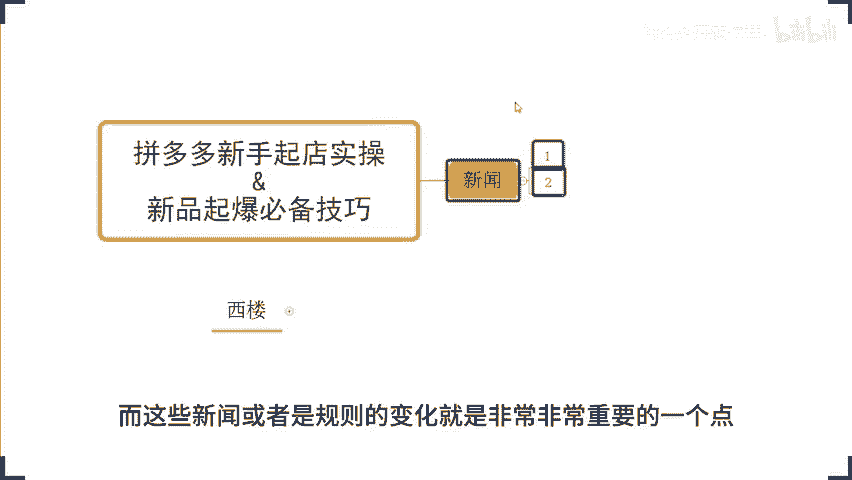 拼多多新手起店实操
&
新品起爆必备技巧
新闻
1
2
西楼
而这些新闻或者是规则的变化就是非常非常重要的一个点
bilibili